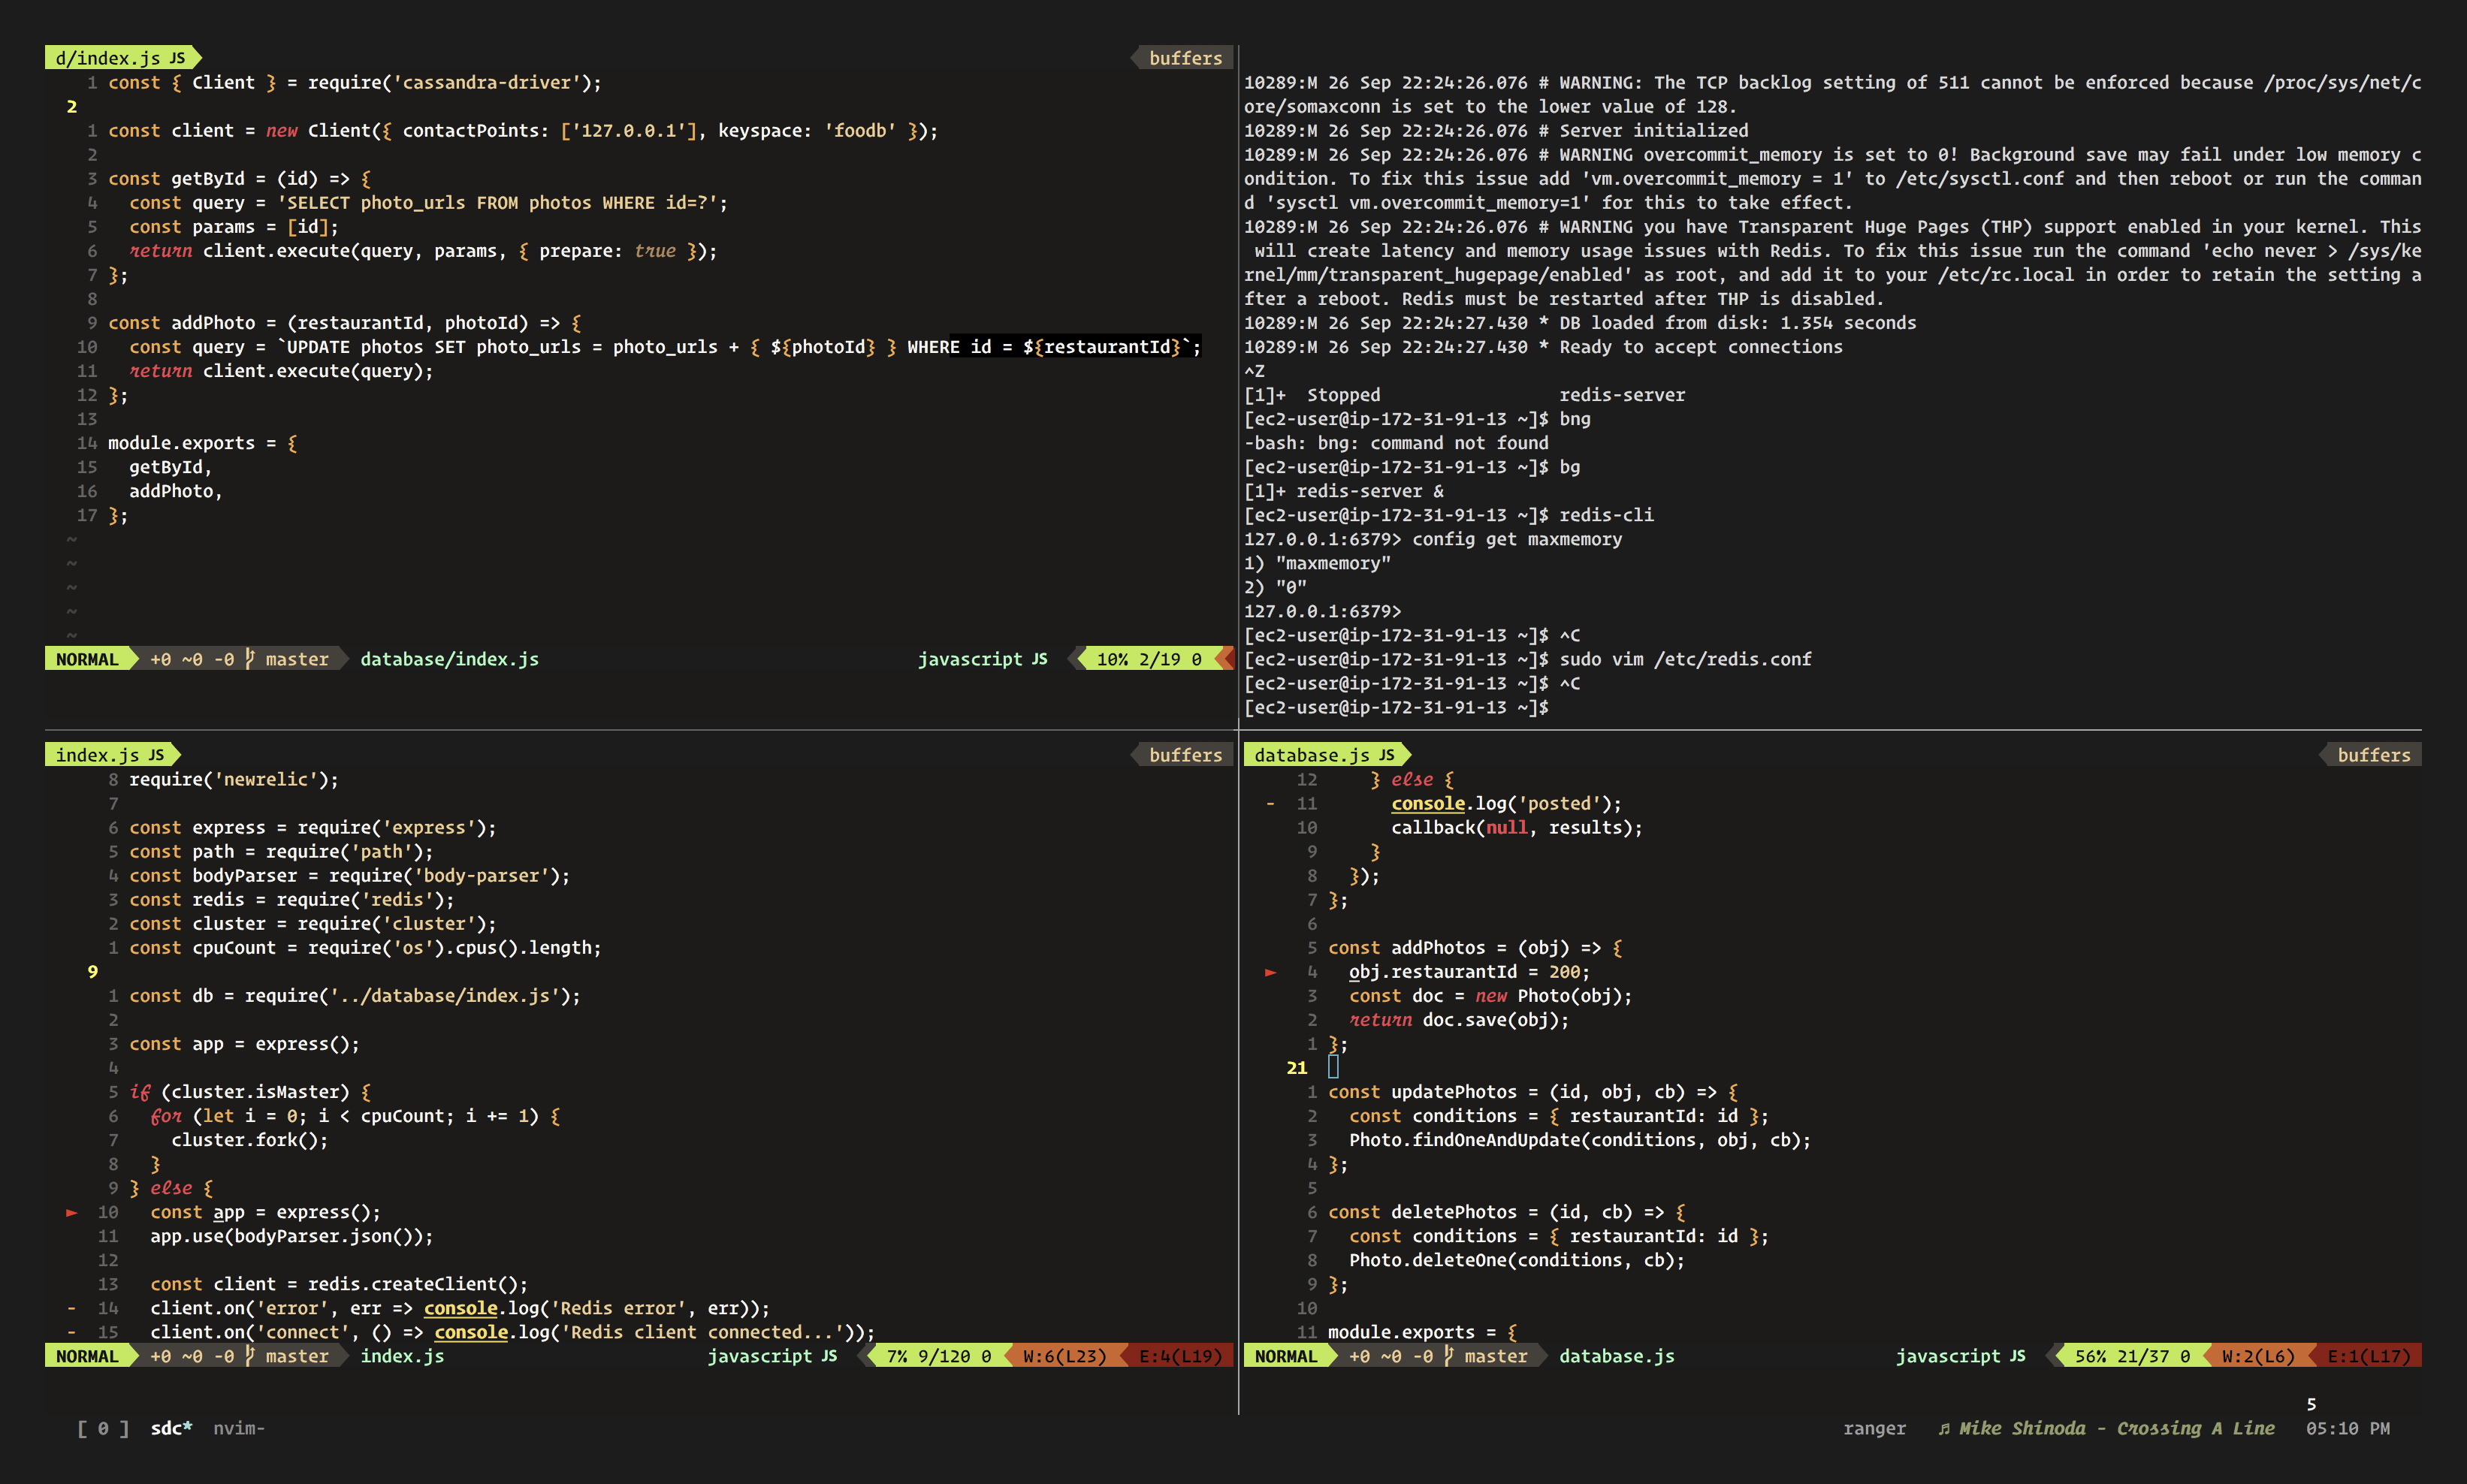 d/index.js JS buffers
1 const { Client } = require('cassandra-driver');
2
1 const client = new Client({ contactPoints: ['127.0.0.1'], keyspace: 'foodb' });
2
3 const getById = (id) => {
4   const query = 'SELECT photo_urls FROM photos WHERE id=?';
5   const params = [id];
6   return client.execute(query, params, { prepare: true });
7 };
8
9 const addPhoto = (restaurantId, photoId) => {
10   const query = `UPDATE photos SET photo_urls = photo_urls + { ${photoId} } WHERE id = ${restaurantId}`;
11   return client.execute(query);
12 };
13
14 module.exports = {
15   getById,
16   addPhoto,
17 };
~
~
~
~
~
NORMAL +0 ~0 -0 master database/index.js javascript JS 10% 2/19 0
10289:M 26 Sep 22:24:26.076 # WARNING: The TCP backlog setting of 511 cannot be enforced because /proc/sys/net/c
ore/somaxconn is set to the lower value of 128.
10289:M 26 Sep 22:24:26.076 # Server initialized
10289:M 26 Sep 22:24:26.076 # WARNING overcommit_memory is set to 0! Background save may fail under low memory c
ondition. To fix this issue add 'vm.overcommit_memory = 1' to /etc/sysctl.conf and then reboot or run the comman
d 'sysctl vm.overcommit_memory=1' for this to take effect.
10289:M 26 Sep 22:24:26.076 # WARNING you have Transparent Huge Pages (THP) support enabled in your kernel. This
 will create latency and memory usage issues with Redis. To fix this issue run the command 'echo never > /sys/ke
rnel/mm/transparent_hugepage/enabled' as root, and add it to your /etc/rc.local in order to retain the setting a
fter a reboot. Redis must be restarted after THP is disabled.
10289:M 26 Sep 22:24:27.430 * DB loaded from disk: 1.354 seconds
10289:M 26 Sep 22:24:27.430 * Ready to accept connections
^Z
[1]+  Stopped                 redis-server
[ec2-user@ip-172-31-91-13 ~]$ bng
-bash: bng: command not found
[ec2-user@ip-172-31-91-13 ~]$ bg
[1]+ redis-server &
[ec2-user@ip-172-31-91-13 ~]$ redis-cli
127.0.0.1:6379> config get maxmemory
1) "maxmemory"
2) "0"
127.0.0.1:6379>
[ec2-user@ip-172-31-91-13 ~]$ ^C
[ec2-user@ip-172-31-91-13 ~]$ sudo vim /etc/redis.conf
[ec2-user@ip-172-31-91-13 ~]$ ^C
[ec2-user@ip-172-31-91-13 ~]$
index.js JS buffers
8 require('newrelic');
7
6 const express = require('express');
5 const path = require('path');
4 const bodyParser = require('body-parser');
3 const redis = require('redis');
2 const cluster = require('cluster');
1 const cpuCount = require('os').cpus().length;
9
1 const db = require('../database/index.js');
2
3 const app = express();
4
5 if (cluster.isMaster) {
6   for (let i = 0; i < cpuCount; i += 1) {
7     cluster.fork();
8   }
9 } else {
► 10   const app = express();
11   app.use(bodyParser.json());
12
13   const client = redis.createClient();
- 14   client.on('error', err => console.log('Redis error', err));
- 15   client.on('connect', () => console.log('Redis client connected...'));
NORMAL +0 ~0 -0 master index.js javascript JS 7% 9/120 0 W:6(L23) E:4(L19)
database.js JS buffers
12     } else {
- 11       console.log('posted');
10       callback(null, results);
9     }
8   });
7 };
6
5 const addPhotos = (obj) => {
► 4   obj.restaurantId = 200;
3   const doc = new Photo(obj);
2   return doc.save(obj);
1 };
21
1 const updatePhotos = (id, obj, cb) => {
2   const conditions = { restaurantId: id };
3   Photo.findOneAndUpdate(conditions, obj, cb);
4 };
5
6 const deletePhotos = (id, cb) => {
7   const conditions = { restaurantId: id };
8   Photo.deleteOne(conditions, cb);
9 };
10
11 module.exports = {
NORMAL +0 ~0 -0 master database.js javascript JS 56% 21/37 0 W:2(L6) E:1(L17)
5
[ 0 ] sdc* nvim- ranger ♬ Mike Shinoda - Crossing A Line 05:10 PM